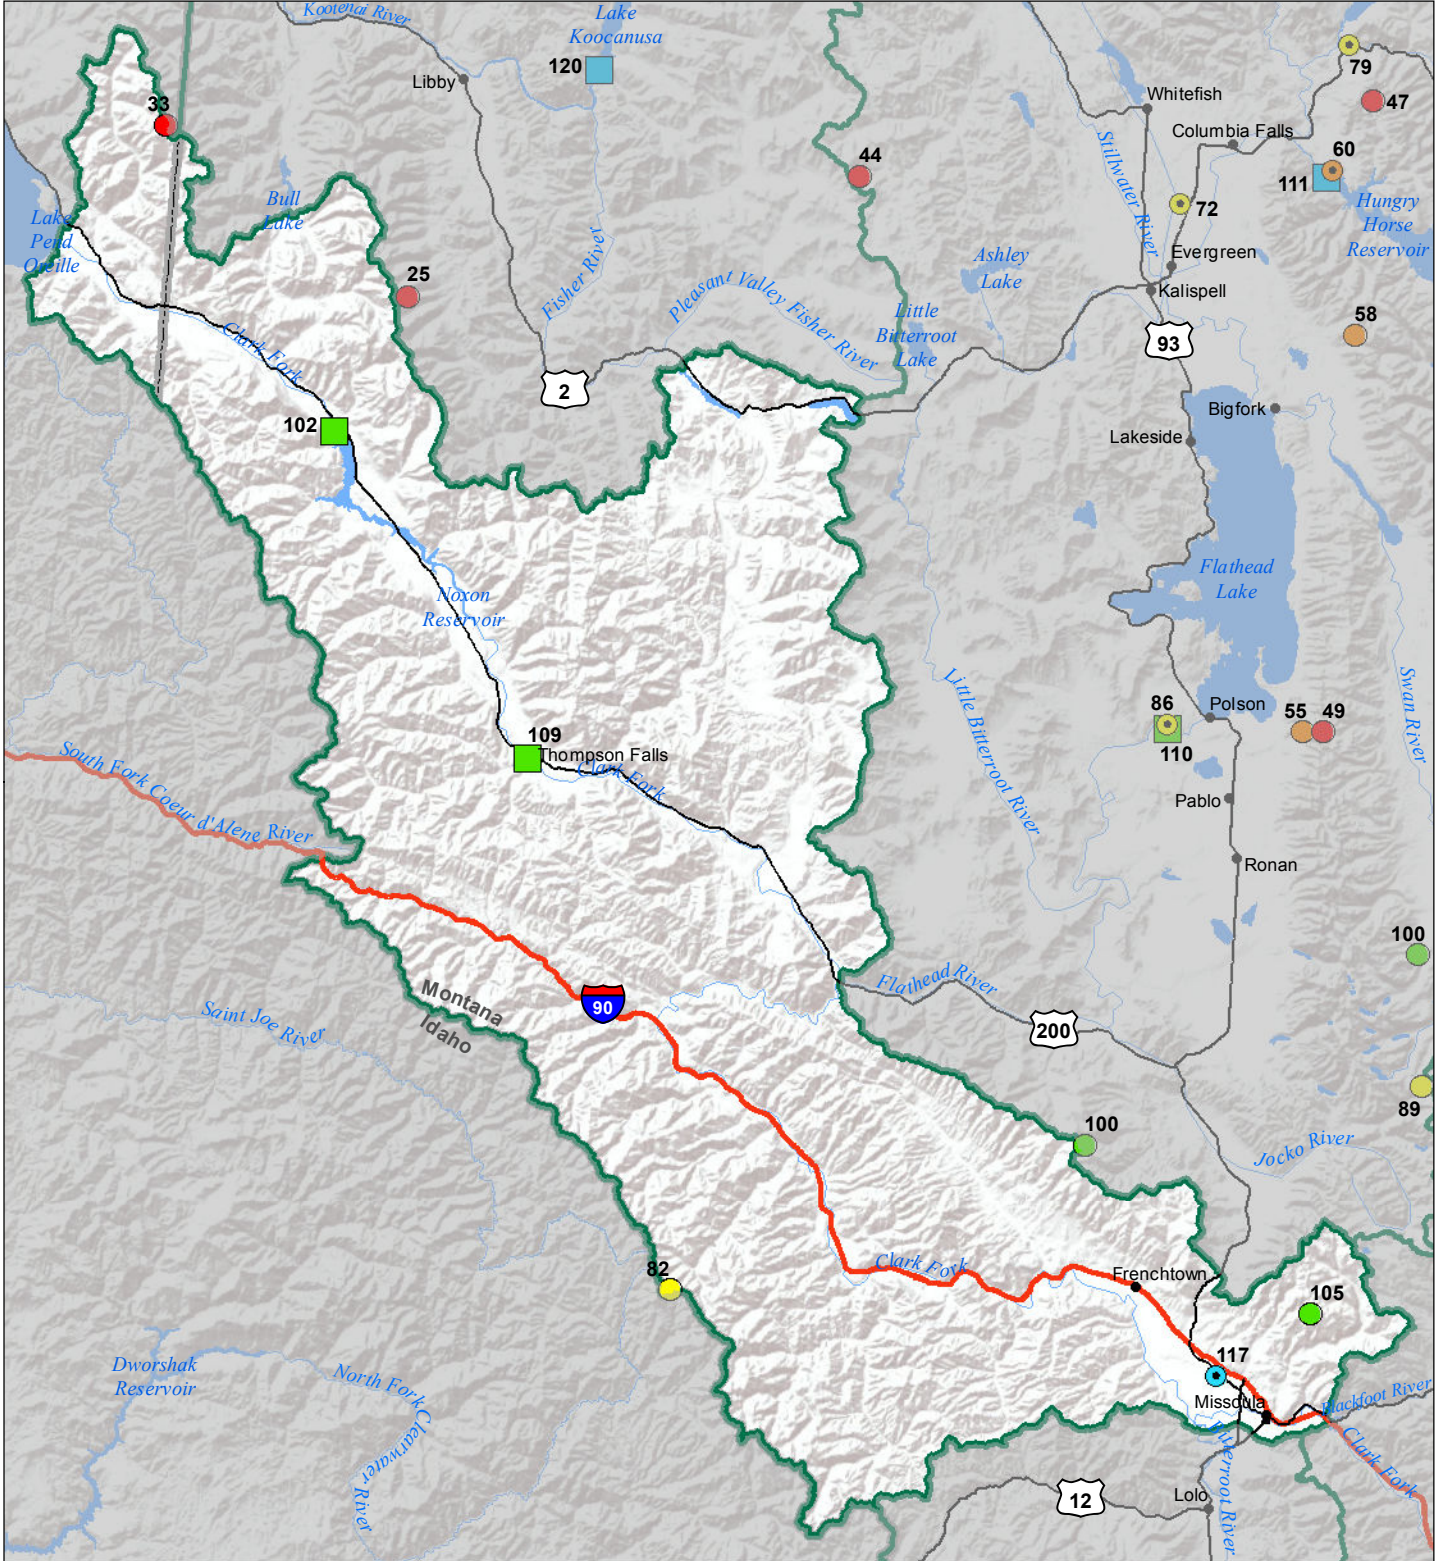 Kootenai River
Lake
Koocanusa
120
Libby
33
79
47
Whitefish
Columbia Falls
60
111
44
Stillwater River
Hungry
Horse
Reservoir
72
Bull
Lake
Lake
Pend
Oreille
25
Fisher River
Pleasant Valley Fisher River
Ashley
Lake
Evergreen
Kalispell
Little
Bitterroot
Lake
58
93
Clark Fork
2
102
Bigfork
Lakeside
Noxon
Reservoir
Flathead
Lake
Little Bitterroot River
Swan River
86
110
Polson
55
49
109
Thompson Falls
Clark Fork
South Fork Coeur d'Alene River
Pablo
Ronan
100
Montana
Idaho
90
Saint Joe River
Flathead River
200
89
100
Jocko River
82
Clark Fork
Frenchtown
105
117
Missoula
Blackfoot River
Dworshak
Reservoir
North Fork Clearwater
River
Bitterroot River
Clark Fork
12
Lolo